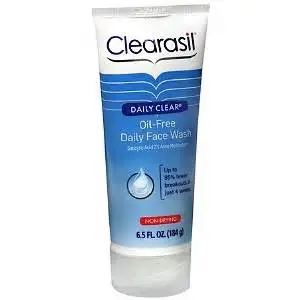 Clearasil®
DAILY CLEAR®
Oil-Free
Daily Face Wash
Salicylic Acid 2% Acne Medication
Up to
95% fewer
breakouts in
just 4 weeks
NON-DRYING
6.5 FL. OZ. (184g)